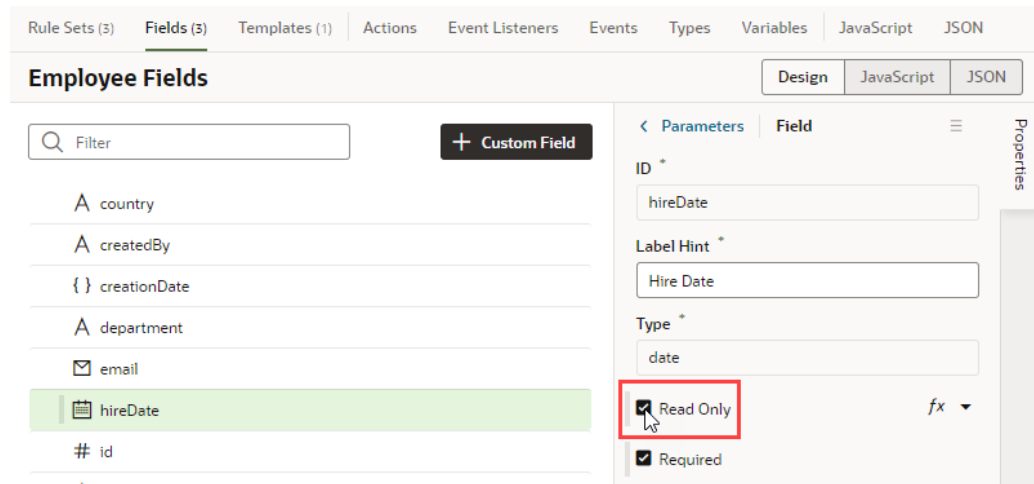 Rule Sets (3) Fields (3) Templates (1) Actions Event Listeners Events Types Variables JavaScript JSON
Employee Fields
Design JavaScript JSON
Filter
+ Custom Field
A country
A createdBy
{ } creationDate
A department
email
hireDate
# id
< Parameters Field
ID *
hireDate
Label Hint *
Hire Date
Type *
date
Read Only
fx
Required
Properties